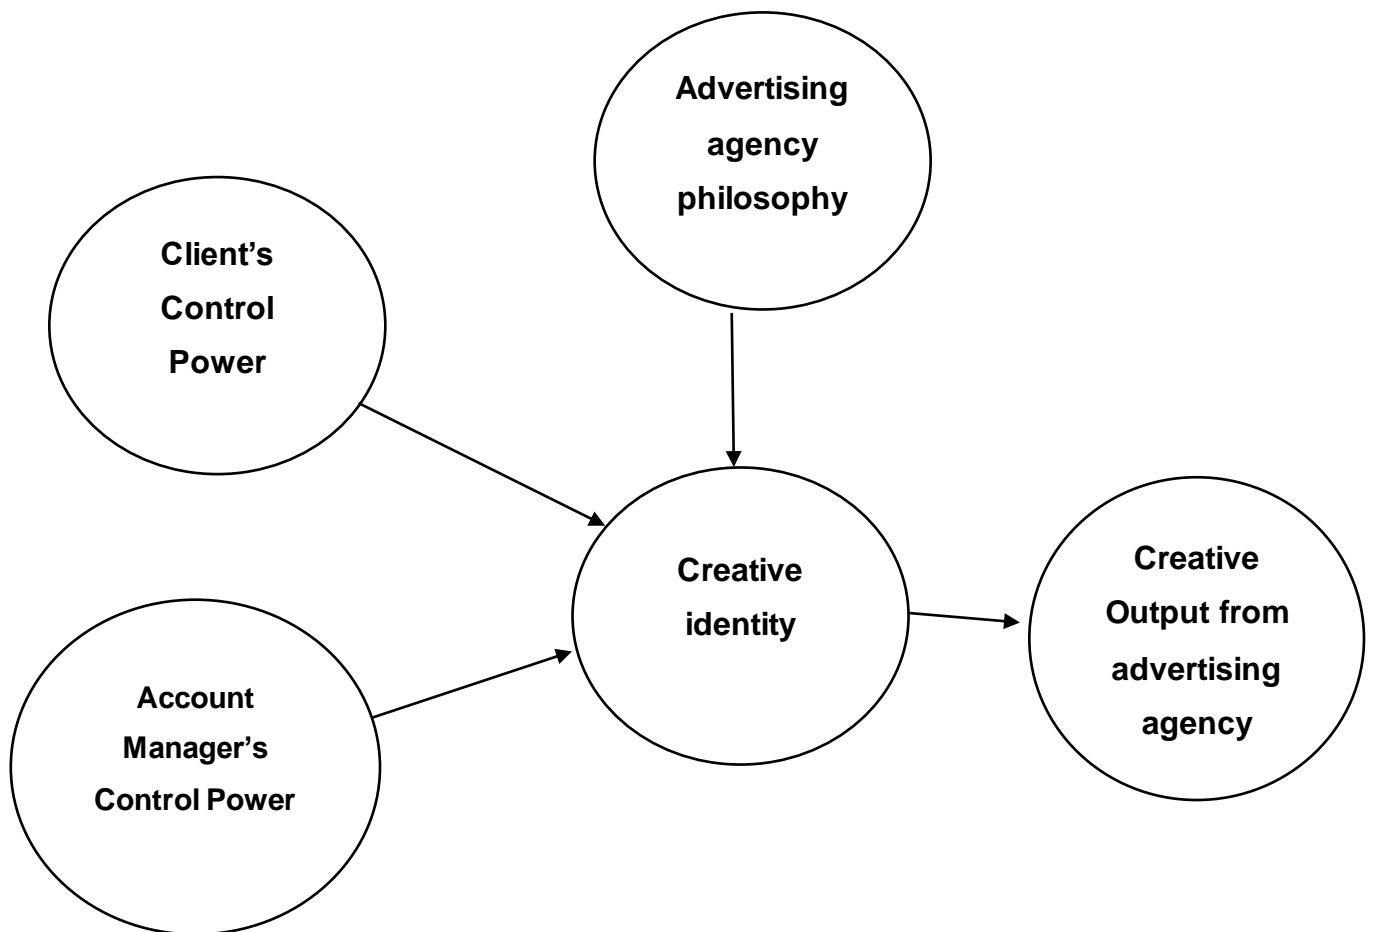 Advertising
agency
philosophy
Client’s
Control
Power
Creative
identity
Creative
Output from
advertising
agency
Account
Manager’s
Control Power